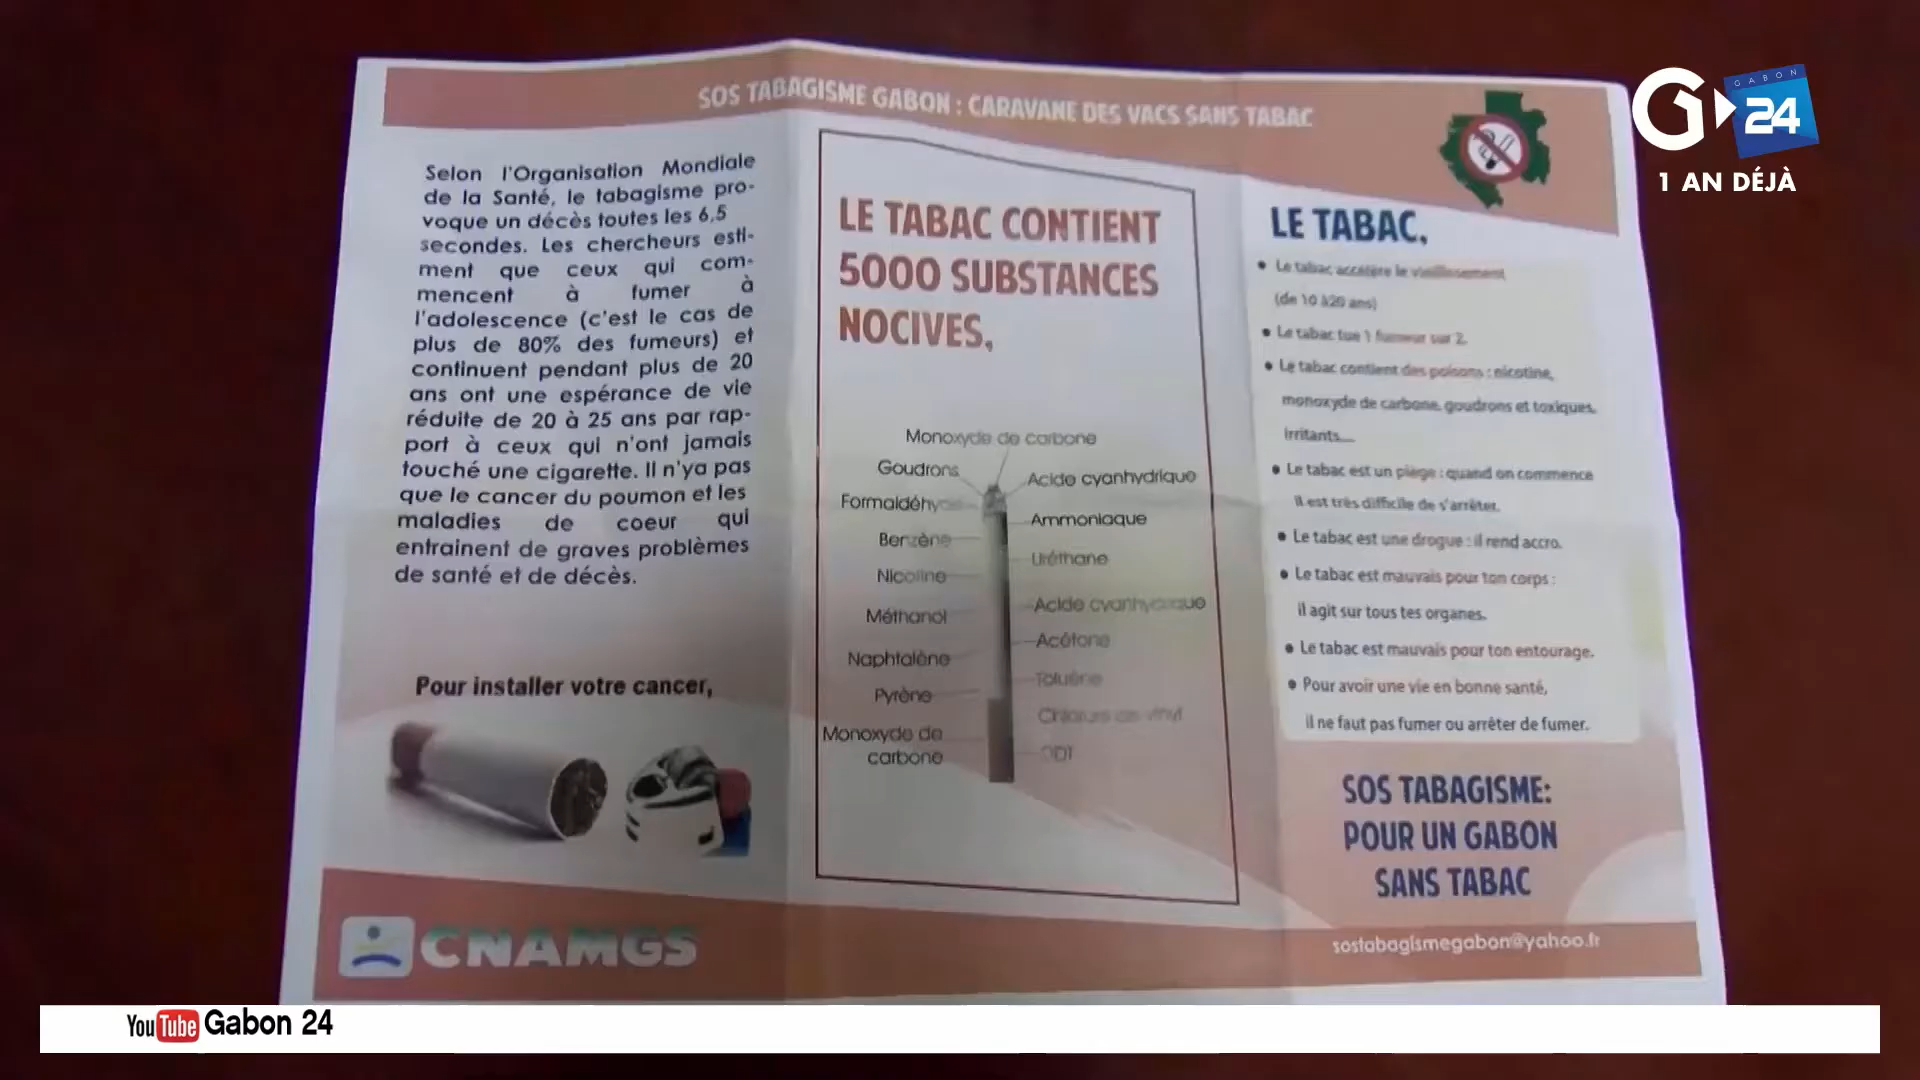 SOS TABAGISME GABON : CARAVANE DES VACS SANS TABAC
GABON
G 24
1 AN DÉJÀ
Selon l'Organisation Mondiale
de la Santé, le tabagisme pro-
voque un décès toutes les 6,5
secondes. Les chercheurs esti-
ment que ceux qui com-
mencent à fumer à
l'adolescence (c'est le cas de
plus de 80% des fumeurs) et
continuent pendant plus de 20
ans ont une espérance de vie
réduite de 20 à 25 ans par rap-
port à ceux qui n'ont jamais
touché une cigarette. Il n'ya pas
que le cancer du poumon et les
maladies de coeur qui
entrainent de graves problèmes
de santé et de décès.
Pour installer votre cancer,
CNAMGS
LE TABAC CONTIENT
5000 SUBSTANCES
NOCIVES,
Monoxyde de carbone
Goudrons
Acide cyanhydrique
Formaldéhyde
Ammoniaque
Benzène
Uréthane
Nicotine
Acide cyanhydrique
Méthanol
Acétone
Naphtalène
Toluène
Pyrène
Chlorure de vinyl
Monoxyde de
carbone
DDT
LE TABAC,
• Le tabac accélère le vieillissement
(de 10 à20 ans)
• Le tabac tue 1 fumeur sur 2.
• Le tabac contient des poisons : nicotine,
monoxyde de carbone, goudrons et toxiques,
irritants....
• Le tabac est un piège : quand on commence
il est très difficile de s'arrêter.
• Le tabac est une drogue : il rend accro.
• Le tabac est mauvais pour ton corps :
il agit sur tous tes organes.
• Le tabac est mauvais pour ton entourage.
• Pour avoir une vie en bonne santé,
il ne faut pas fumer ou arrêter de fumer.
SOS TABAGISME:
POUR UN GABON
SANS TABAC
sostabagismegabon@yahoo.fr
YouTube Gabon 24